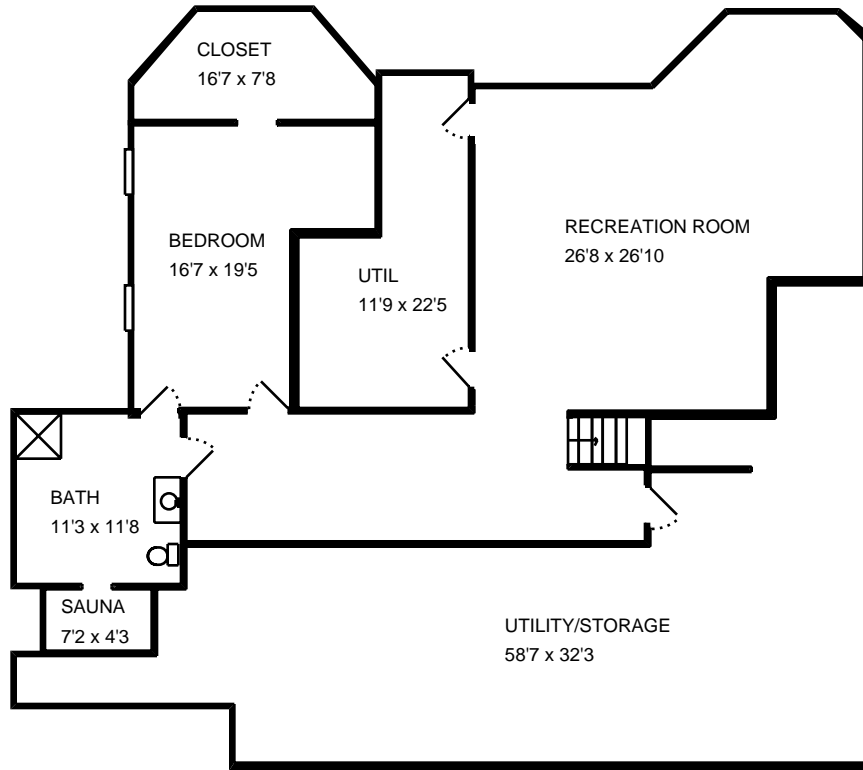 CLOSET
16'7 x 7'8
RECREATION ROOM
26'8 x 26'10
BEDROOM
16'7 x 19'5
UTIL
11'9 x 22'5
BATH
11'3 x 11'8
SAUNA
7'2 x 4'3
UTILITY/STORAGE
58'7 x 32'3